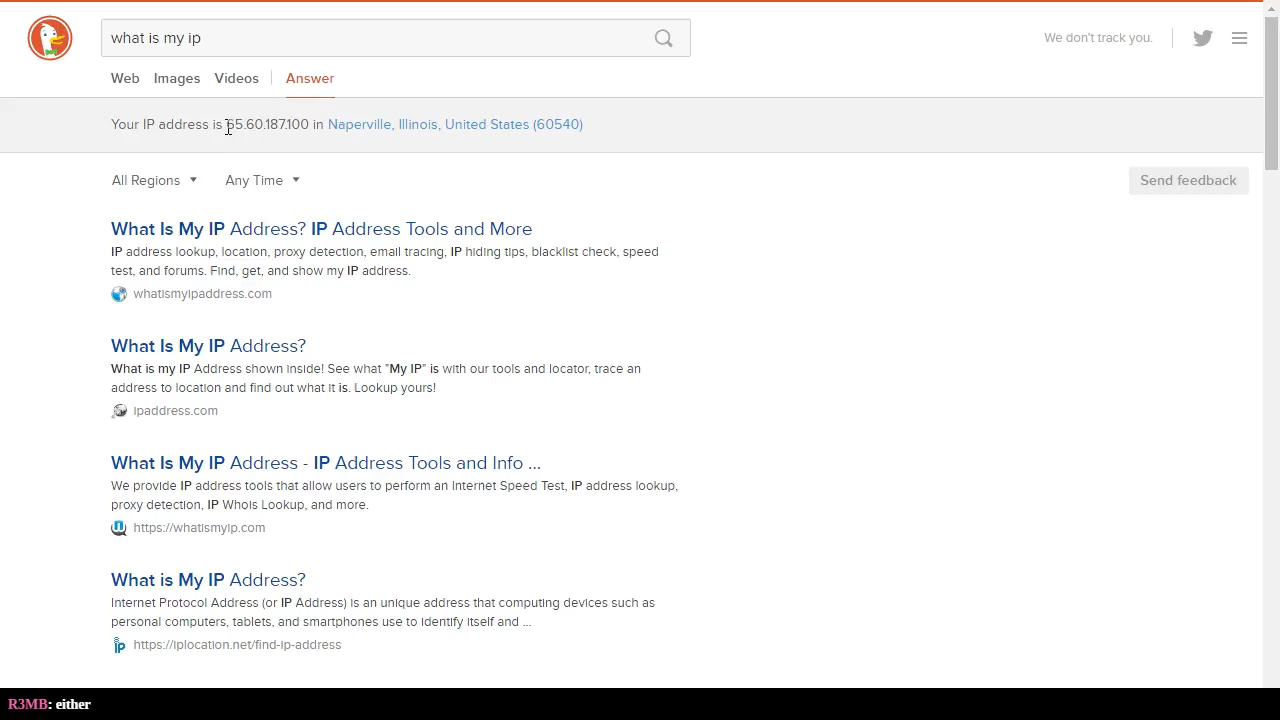 what is my ip
We don't track you.
Web Images Videos Answer
Your IP address is 65.60.187.100 in Naperville, Illinois, United States (60540)
All Regions Any Time
Send feedback
What Is My IP Address? IP Address Tools and More
IP address lookup, location, proxy detection, email tracing, IP hiding tips, blacklist check, speed
test, and forums. Find, get, and show my IP address.
whatismyipaddress.com
What Is My IP Address?
What is my IP Address shown inside! See what "My IP" is with our tools and locator, trace an
address to location and find out what it is. Lookup yours!
ipaddress.com
What Is My IP Address - IP Address Tools and Info ...
We provide IP address tools that allow users to perform an Internet Speed Test, IP address lookup,
proxy detection, IP Whois Lookup, and more.
https://whatismyip.com
What is My IP Address?
Internet Protocol Address (or IP Address) is an unique address that computing devices such as
personal computers, tablets, and smartphones use to identify itself and ...
ip
https://iplocation.net/find-ip-address
R3MB: either